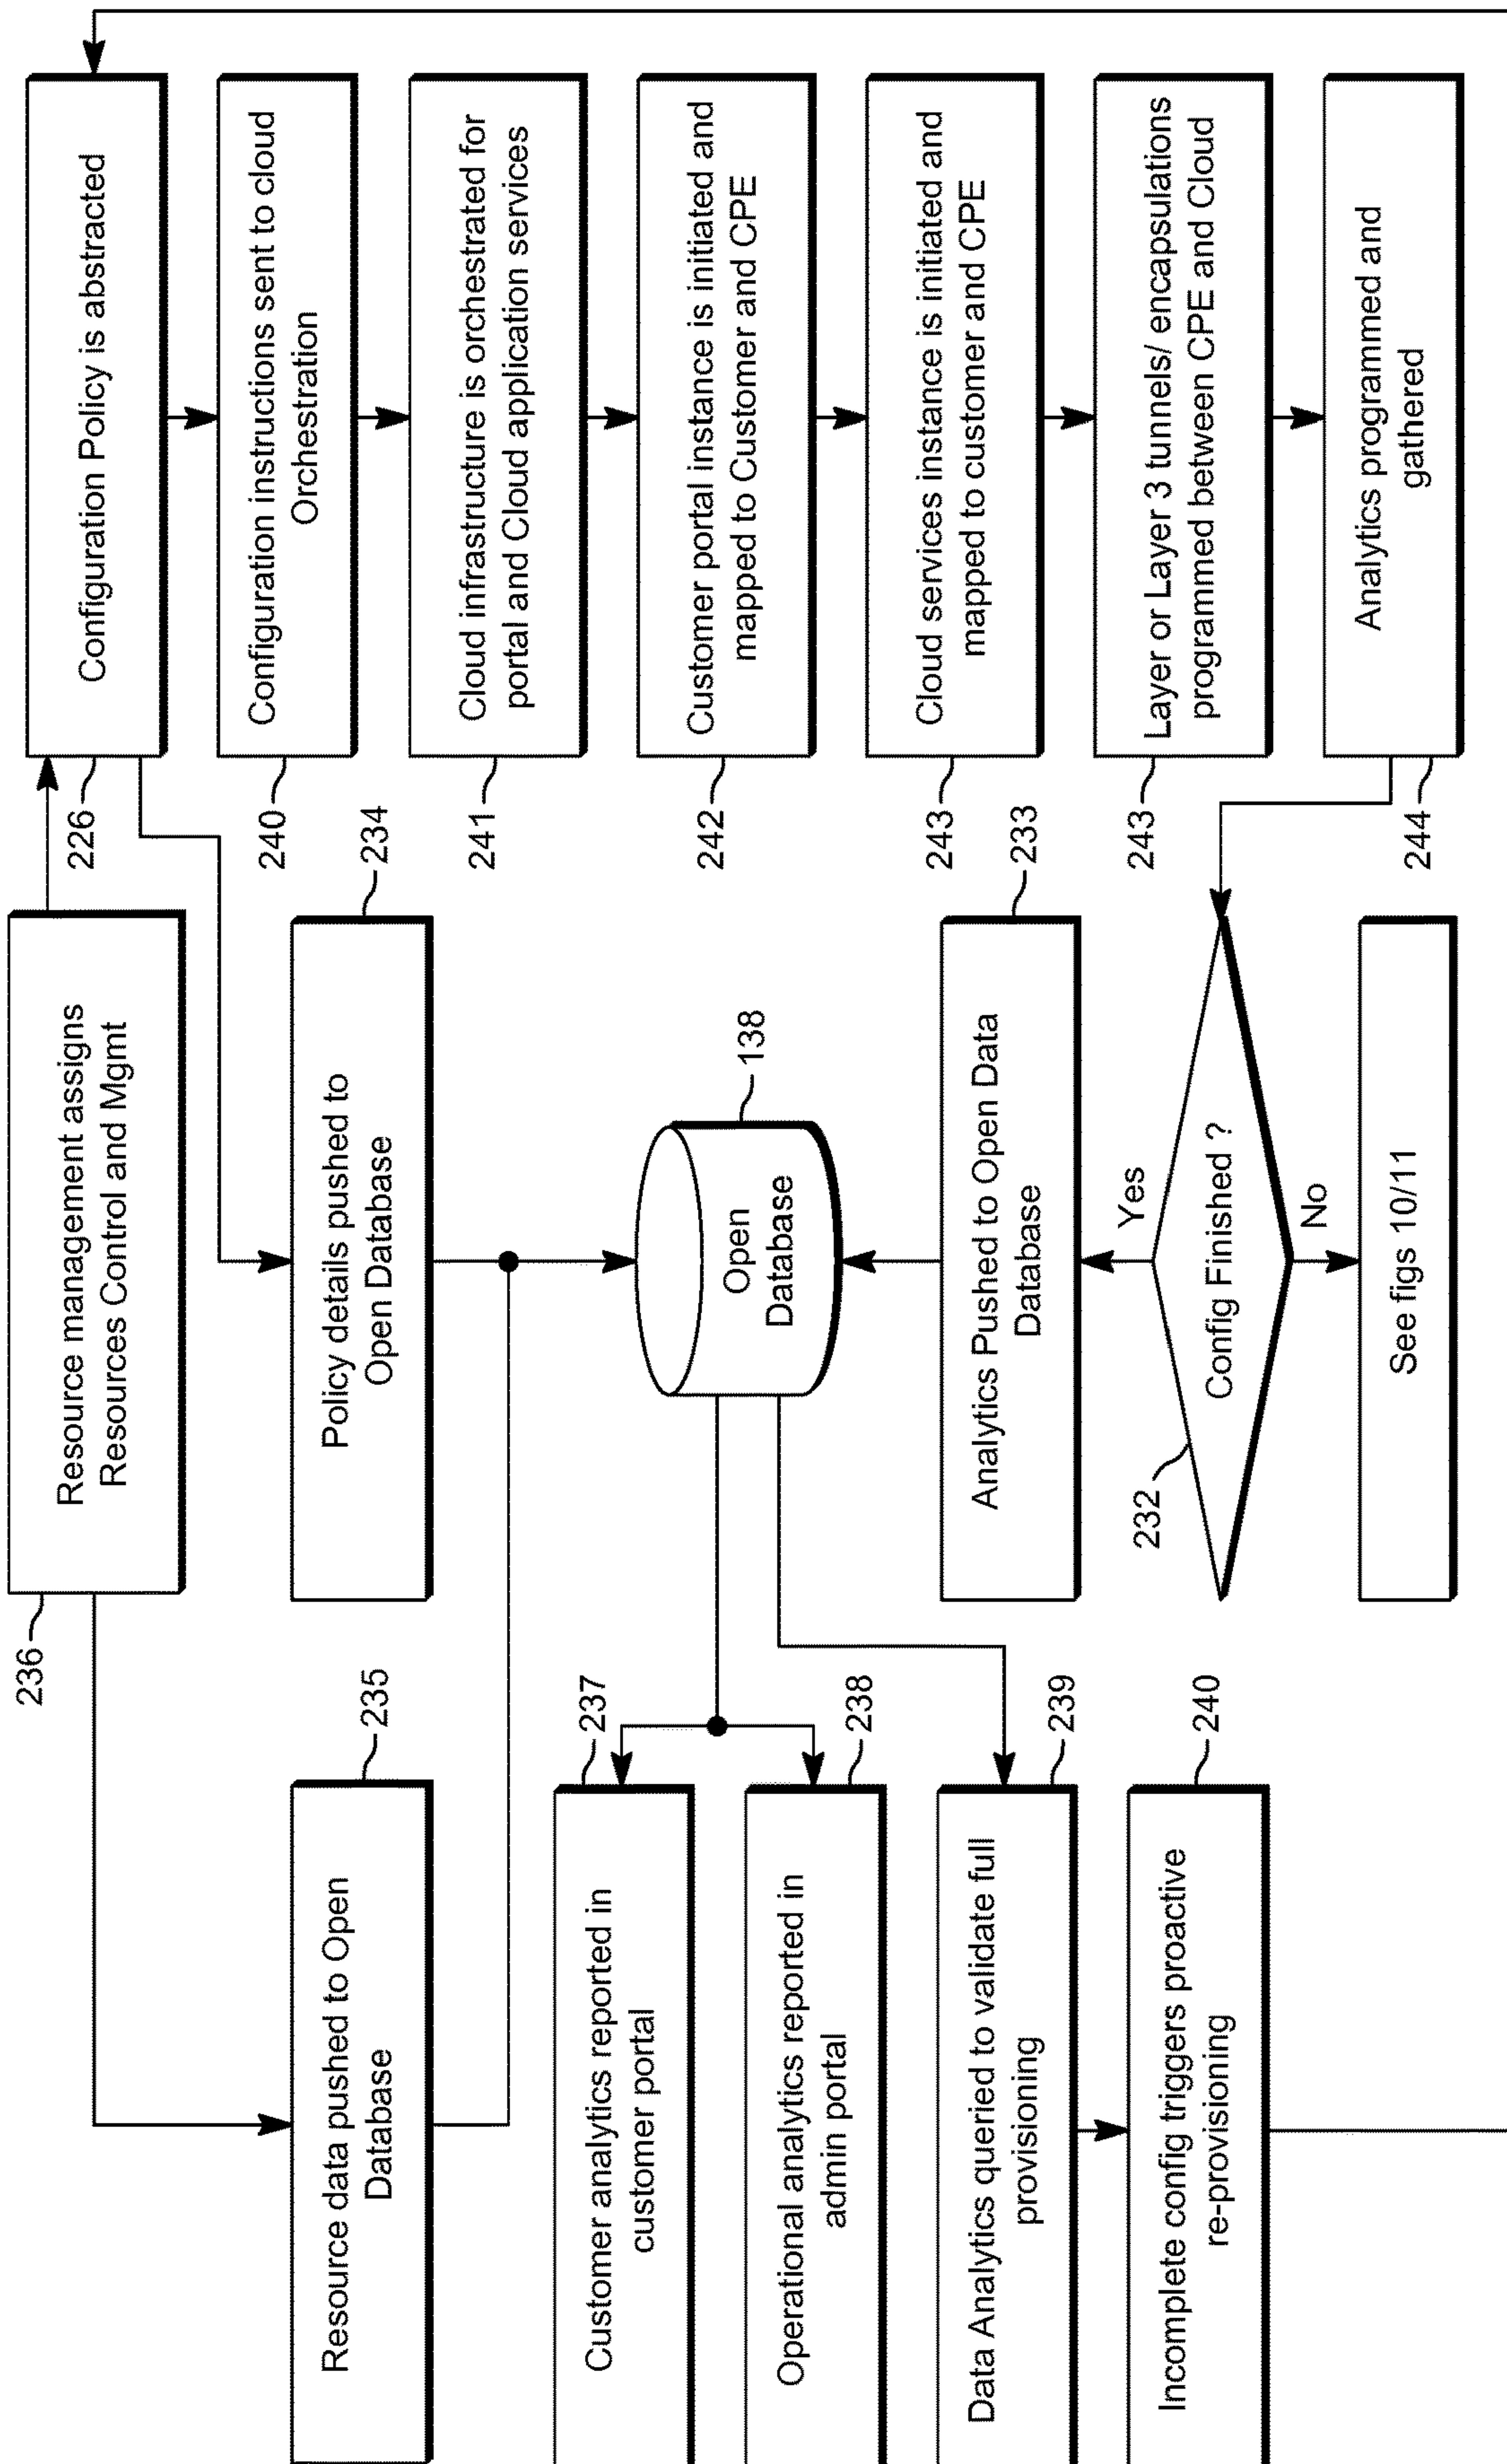 236
Resource management assigns
Resources Control and Mgmt
226
Configuration Policy is abstracted
235
Resource data pushed to Open
Database
234
Policy details pushed to
Open Database
240
Configuration instructions sent to cloud
Orchestration
241
Cloud infrastructure is orchestrated for
portal and Cloud application services
237
Customer analytics reported in
customer portal
138
Open
Database
242
Customer portal instance is initiated and
mapped to Customer and CPE
238
Operational analytics reported in
admin portal
243
Cloud services instance is initiated and
mapped to customer and CPE
239
Data Analytics queried to validate full
provisioning
233
Analytics Pushed to Open Data
Database
243
Layer or Layer 3 tunnels/ encapsulations
programmed between CPE and Cloud
240
Incomplete config triggers proactive
re-provisioning
Yes
232
Config Finished ?
No
244
Analytics programmed and
gathered
See figs 10/11